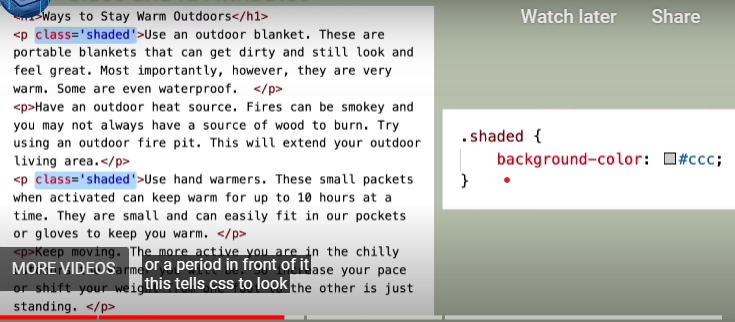 <h1>Ways to Stay Warm Outdoors</h1>
<p class='shaded'>Use an outdoor blanket. These are
portable blankets that can get dirty and still look and
feel great. Most importantly, however, they are very
warm. Some are even waterproof.  </p>
<p>Have an outdoor heat source. Fires can be smokey and
you may not always have a source of wood to burn. Try
using an outdoor fire pit. This will extend your outdoor
living area.</p>
<p class='shaded'>Use hand warmers. These small packets
when activated can keep warm for up to 10 hours at a
time. They are small and can easily fit in our pockets
or gloves to keep you warm. </p>
<p>Keep moving. The more active you are in the chilly
increase your pace
or shift your weight
to the other is just
standing. </p>
Watch later
Share
.shaded {
background-color: #ccc;
}
MORE VIDEOS
or a period in front of it
this tells css to look